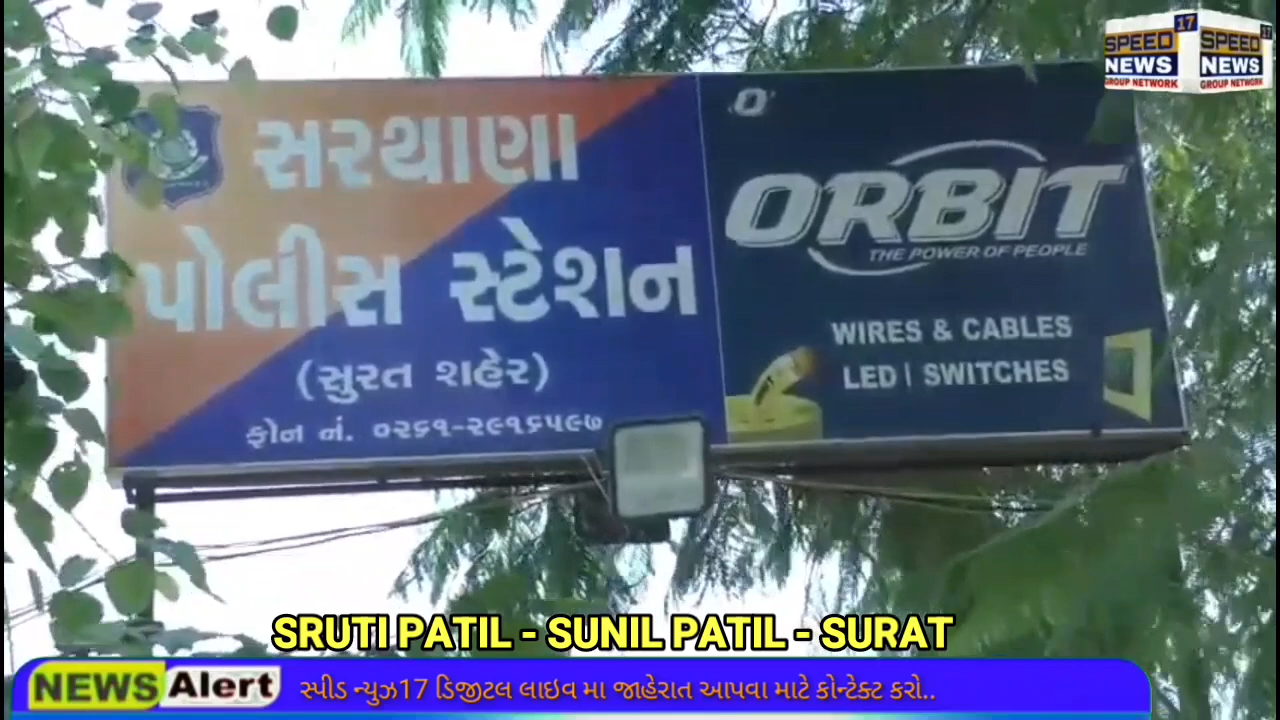 SPEED 17
NEWS
GROUP NETWORK
SPEED 17
NEWS
GROUP NETWORK
સરથાણા
પોલીસ સ્ટેશન
(સુરત શહેર)
ફોન નં. ૦૨૬૧-૨૯૧૬૫૯૭
ORBIT
THE POWER OF PEOPLE
WIRES & CABLES
LED | SWITCHES
SRUTI PATIL - SUNIL PATIL - SURAT
NEWS Alert
સ્પીડ ન્યુઝ17 ડિજીટલ લાઇવ મા જાહેરાત આપવા માટે કોન્ટેક્ટ કરો..